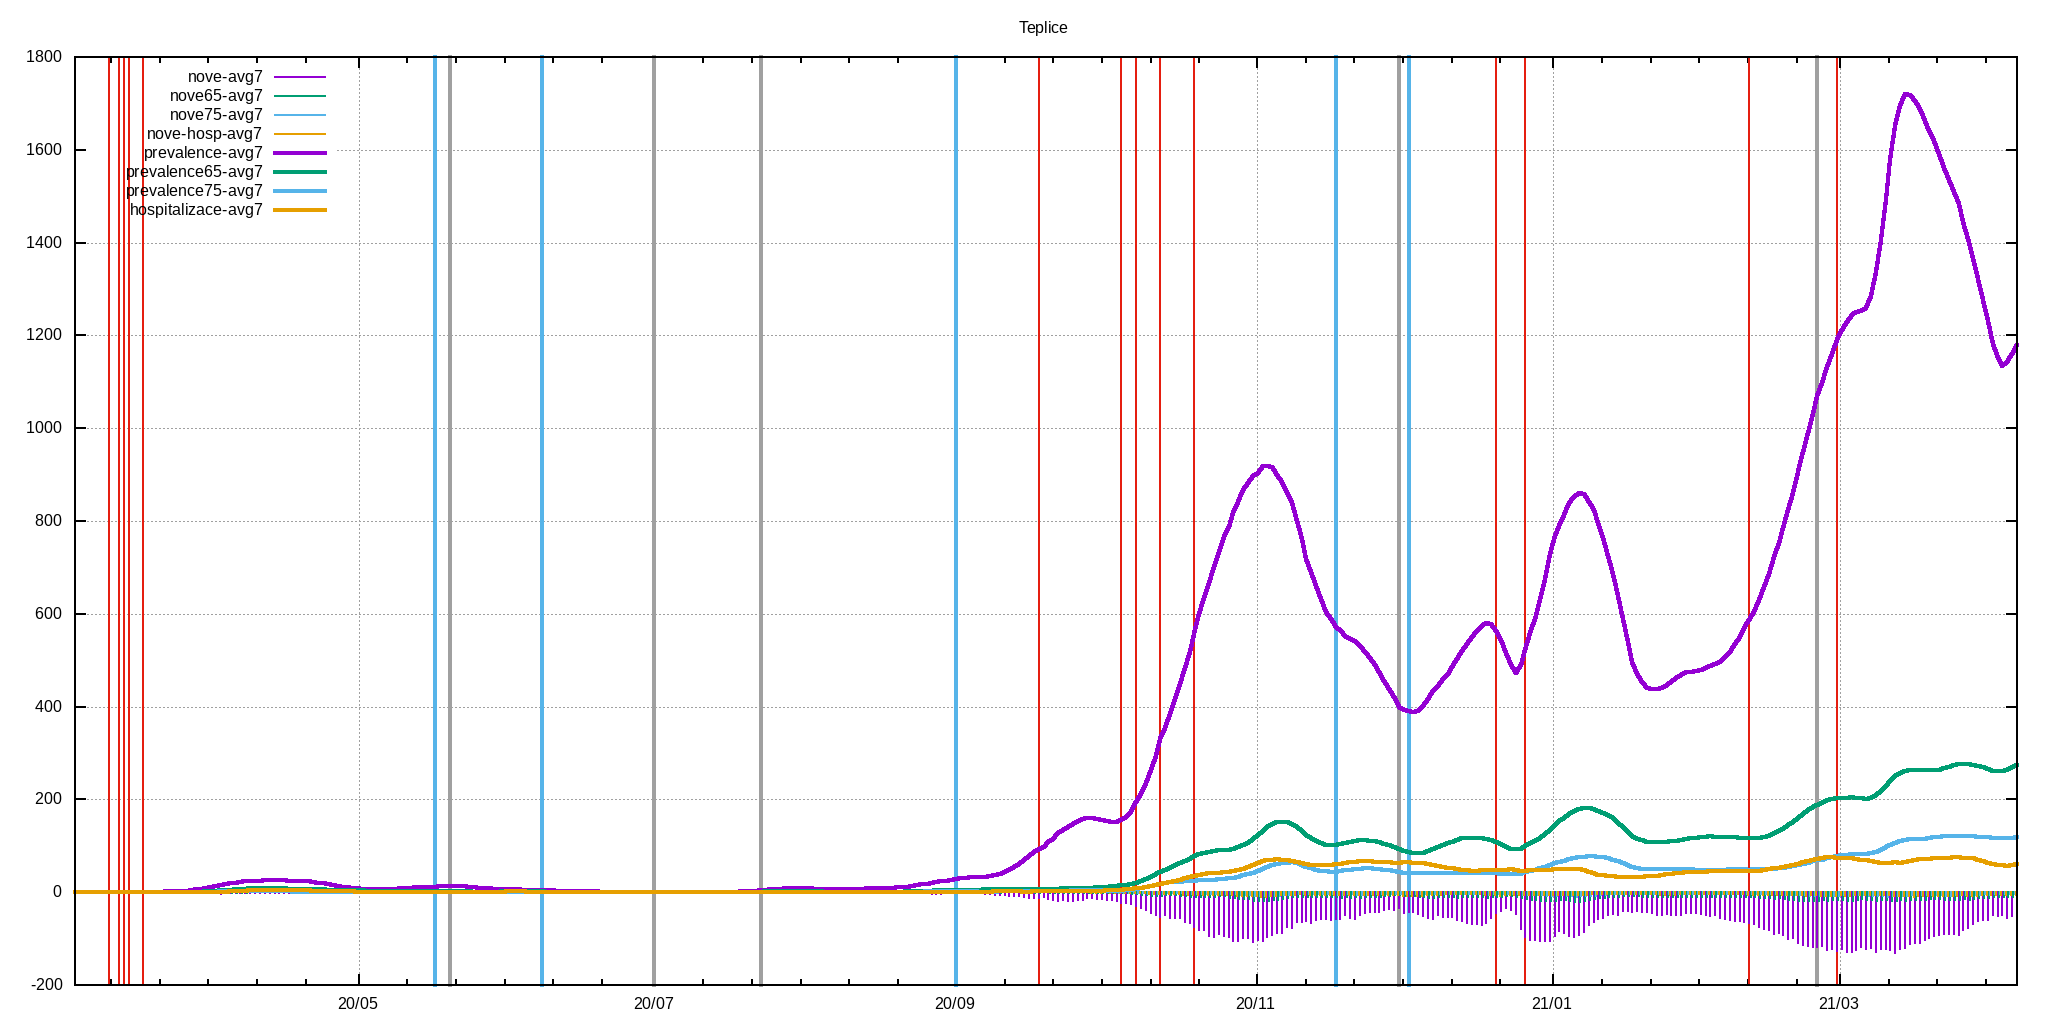 Teplice
1800
1600
1400
1200
1000
800
600
400
200
0
-200
nove-avg7
nove65-avg7
nove75-avg7
nove-hosp-avg7
prevalence-avg7
prevalence65-avg7
prevalence75-avg7
hospitalizace-avg7
20/05 20/07 20/09 20/11 21/01 21/03